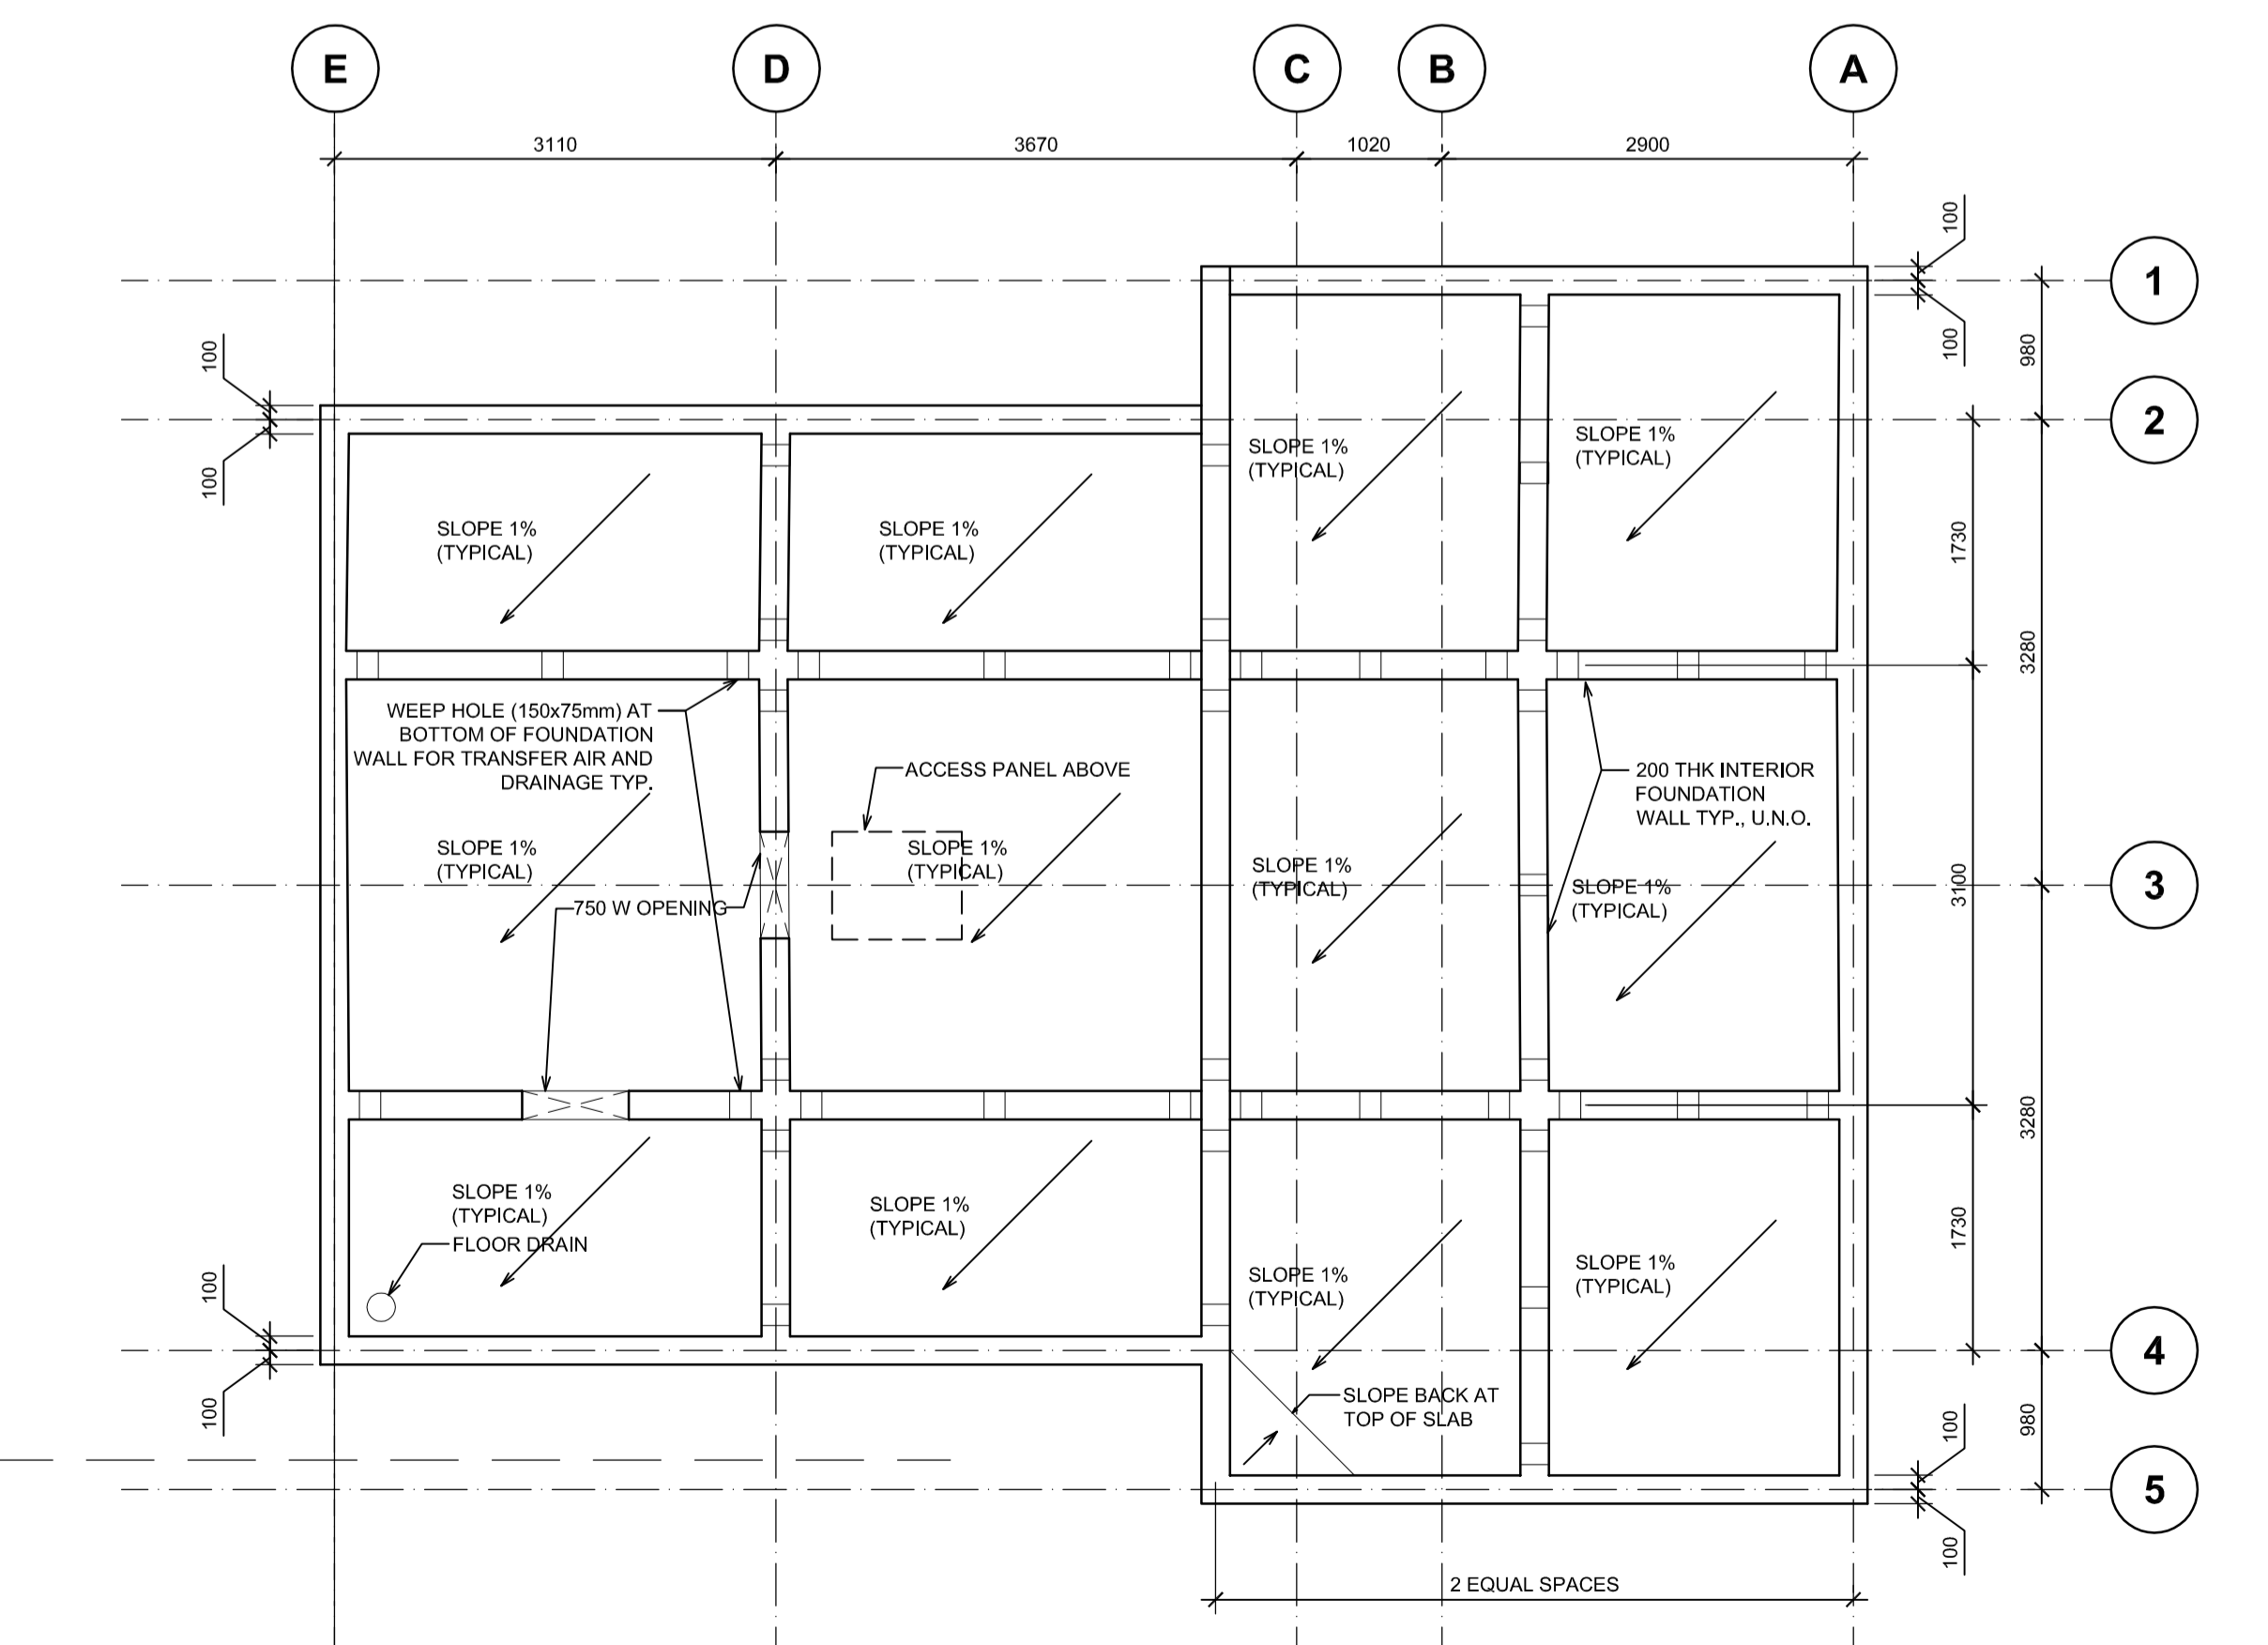 E
D
C
B
A
3110
3670
1020
2900
100
1
100
980
100
2
100
SLOPE 1%
(TYPICAL)
SLOPE 1%
(TYPICAL)
SLOPE 1%
(TYPICAL)
SLOPE 1%
(TYPICAL)
1730
3280
WEEP HOLE (150x75mm) AT
BOTTOM OF FOUNDATION
WALL FOR TRANSFER AIR AND
DRAINAGE TYP.
ACCESS PANEL ABOVE
200 THK INTERIOR
FOUNDATION
WALL TYP., U.N.O.
SLOPE 1%
(TYPICAL)
SLOPE 1%
(TYPICAL)
SLOPE 1%
(TYPICAL)
SLOPE 1%
(TYPICAL)
3100
3
750 W OPENING
3280
SLOPE 1%
(TYPICAL)
FLOOR DRAIN
SLOPE 1%
(TYPICAL)
SLOPE 1%
(TYPICAL)
SLOPE 1%
(TYPICAL)
1730
100
4
100
SLOPE BACK AT
TOP OF SLAB
980
100
5
100
2 EQUAL SPACES